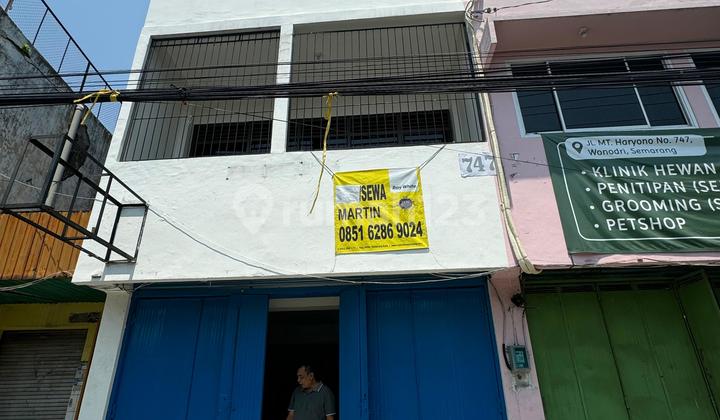 SEWA
Ray White
MARTIN
0851 6286 9024
747
JL MT. Haryono No. 747,
Wonodri, Semarang
• KLINIK HEWAN
• PENITIPAN (SE
• GROOMING (S
• PETSHOP